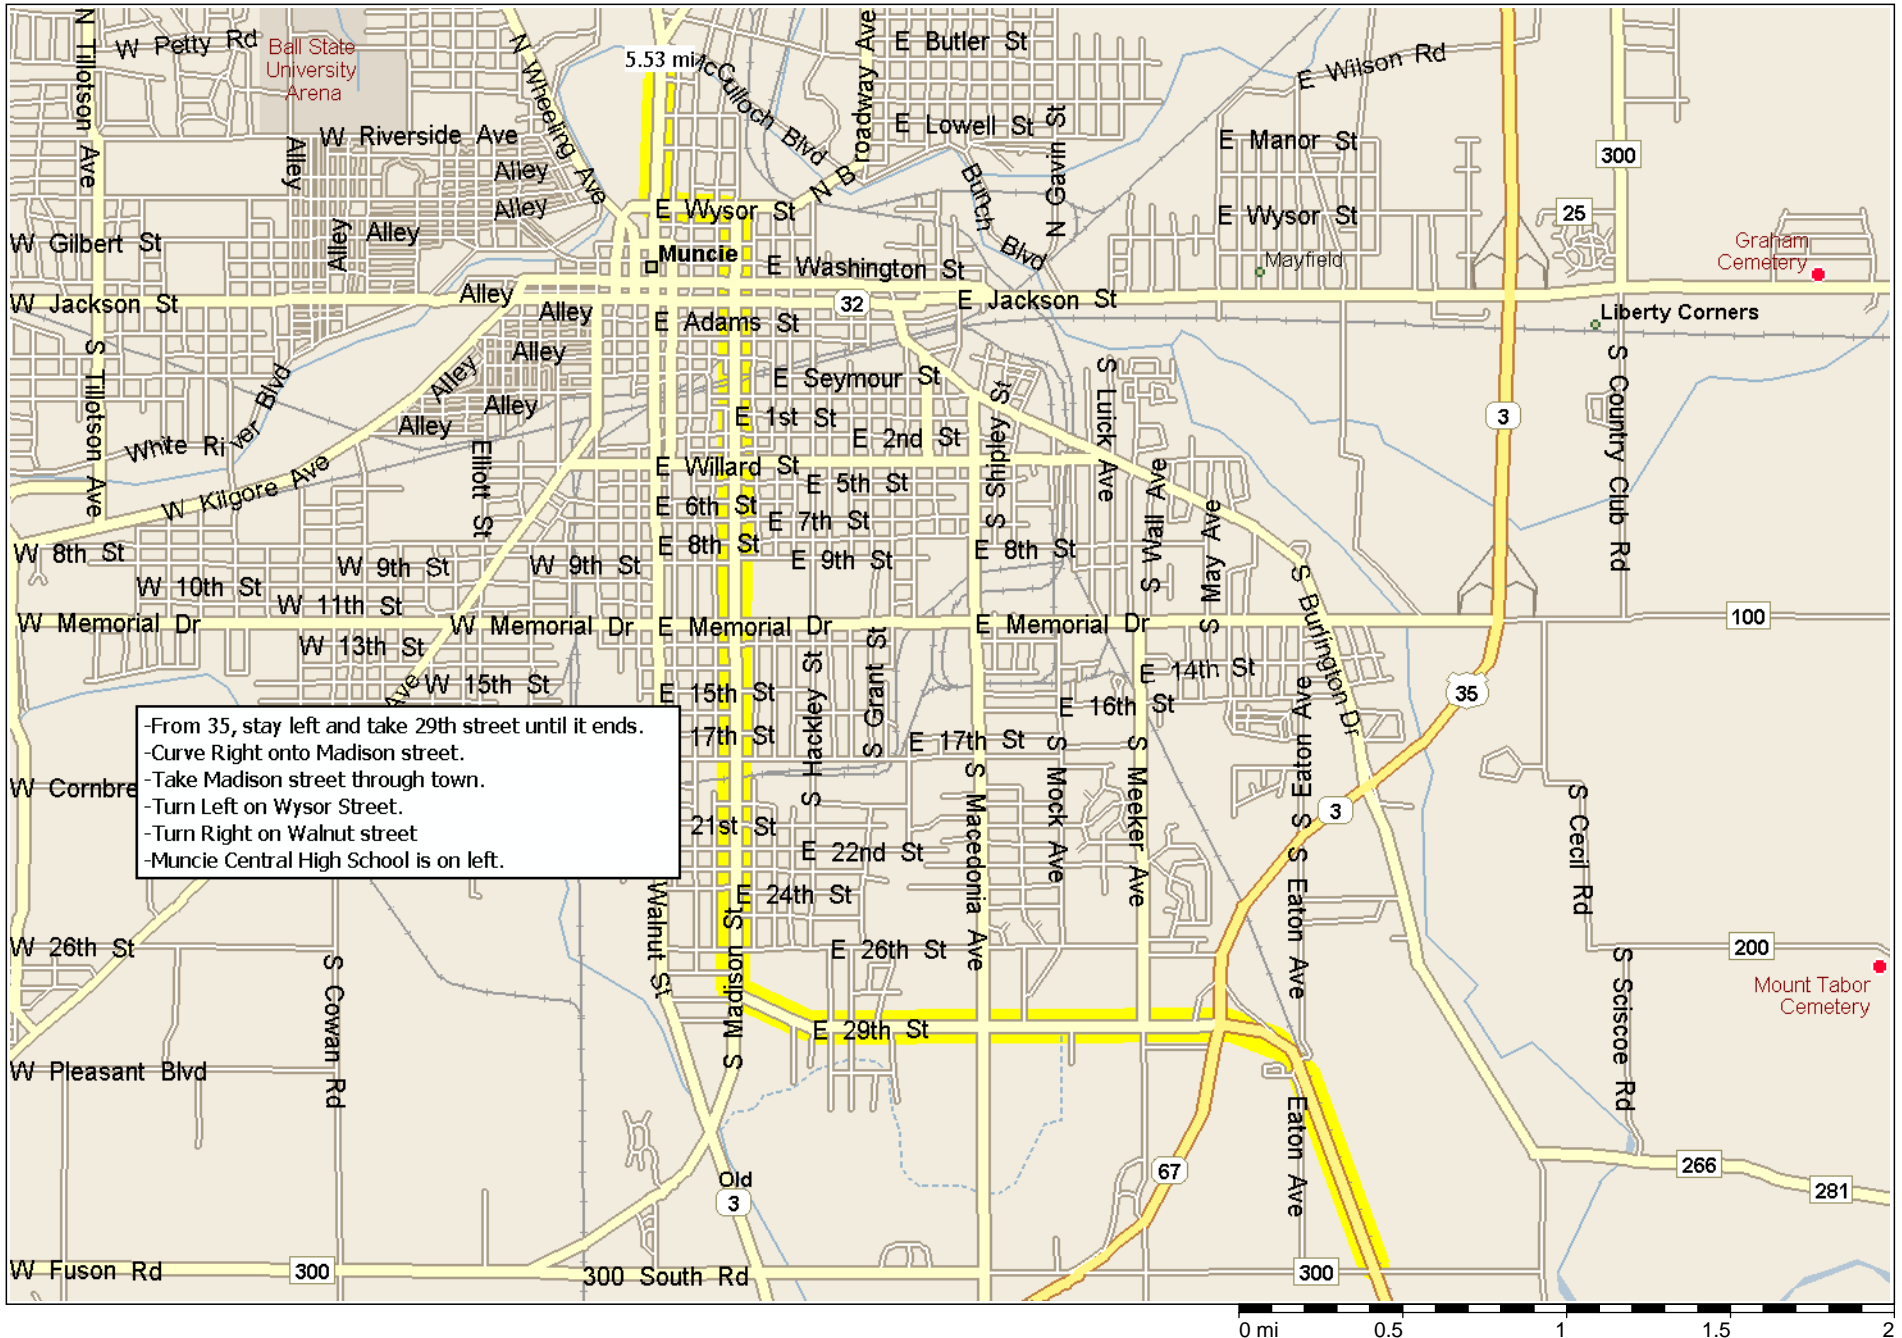 N Tillotson Ave
W Petty Rd
Ball State
University
Arena
N Wheeling Ave
5.53 mi
McCulloch Blvd
N Broadway Ave
E Butler St
E Wilson Rd
W Riverside Ave
Alley
Alley
Alley
E Lowell St
N Gavin St
E Manor St
300
Bunch Blvd
E Wysor St
E Wysor St
25
W Gilbert St
Alley
Alley
Muncie
E Washington St
Mayfield
Graham
Cemetery
W Jackson St
Alley
Alley
32
E Jackson St
Liberty Corners
E Adams St
S Tillotson Ave
Alley
Alley
Alley
Alley
E Seymour St
S Shipley St
S Luick Ave
S Country Club Rd
3
White River Blvd
E 1st St
E 2nd St
W Kilgore Ave
Elliott St
E Willard St
E 5th St
S Wall Ave
S May Ave
E 6th St
E 7th St
W 8th St
E 8th St
E 8th St
W 9th St
W 9th St
E 9th St
W 10th St
W 11th St
S Burlington Dr
W Memorial Dr
W Memorial Dr
E Memorial Dr
E Memorial Dr
100
W 13th St
S Hackley St
S Grant St
E 14th St
W 15th St
Ave
E 15th St
E 16th St
35
S Eaton Ave
-From 35, stay left and take 29th street until it ends.
-Curve Right onto Madison street.
-Take Madison street through town.
-Turn Left on Wysor Street.
-Turn Right on Walnut street
-Muncie Central High School is on left.
17th St
E 17th St
S Macedonia Ave
S Mock Ave
S Meeker Ave
W Cornbre
3
S Cecil Rd
21st St
E 22nd St
S Eaton Ave
Walnut St
E 24th St
W 26th St
E 26th St
200
S Cowan Rd
S Madison St
S Sciscoe Rd
Mount Tabor
Cemetery
E 29th St
W Pleasant Blvd
Eaton Ave
67
266
281
Old
3
W Fuson Rd
300
300 South Rd
300
0 mi
0.5
1
1.5
2